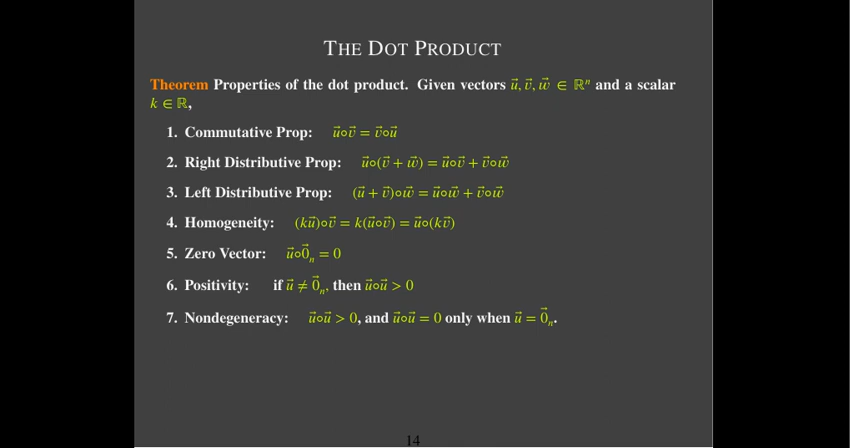 THE DOT PRODUCT
Theorem Properties of the dot product. Given vectors u⃗, v⃗, w⃗ ∈ ℝⁿ and a scalar
k ∈ ℝ,
1. Commutative Prop: u⃗∘v⃗ = v⃗∘u⃗
2. Right Distributive Prop: u⃗∘(v⃗ + w⃗) = u⃗∘v⃗ + v⃗∘w⃗
3. Left Distributive Prop: (u⃗ + v⃗)∘w⃗ = u⃗∘w⃗ + v⃗∘w⃗
4. Homogeneity: (ku⃗)∘v⃗ = k(u⃗∘v⃗) = u⃗∘(kv⃗)
5. Zero Vector: u⃗∘0⃗ₙ = 0
6. Positivity: if u⃗ ≠ 0⃗ₙ, then u⃗∘u⃗ > 0
7. Nondegeneracy: u⃗∘u⃗ > 0, and u⃗∘u⃗ = 0 only when u⃗ = 0⃗ₙ.
14